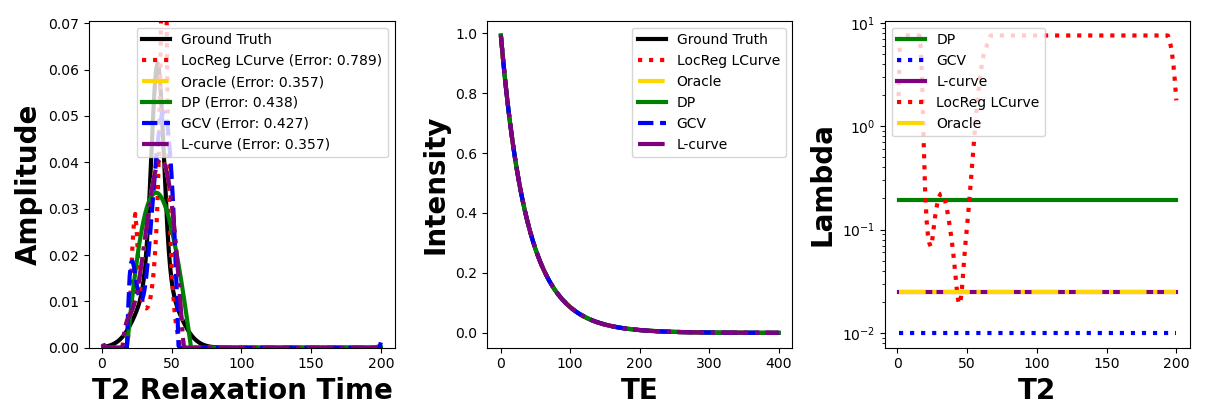 0.07
0.06
0.05
0.04
0.03
0.02
0.01
0.00
Amplitude
0
50
100
150
200
T2 Relaxation Time
Ground Truth
LocReg LCurve (Error: 0.789)
Oracle (Error: 0.357)
DP (Error: 0.438)
GCV (Error: 0.427)
L-curve (Error: 0.357)
1.0
0.8
0.6
0.4
0.2
0.0
Intensity
0
100
200
300
400
TE
Ground Truth
LocReg LCurve
Oracle
DP
GCV
L-curve
10¹
10⁰
10⁻¹
10⁻²
Lambda
0
50
100
150
200
T2
DP
GCV
L-curve
LocReg LCurve
Oracle